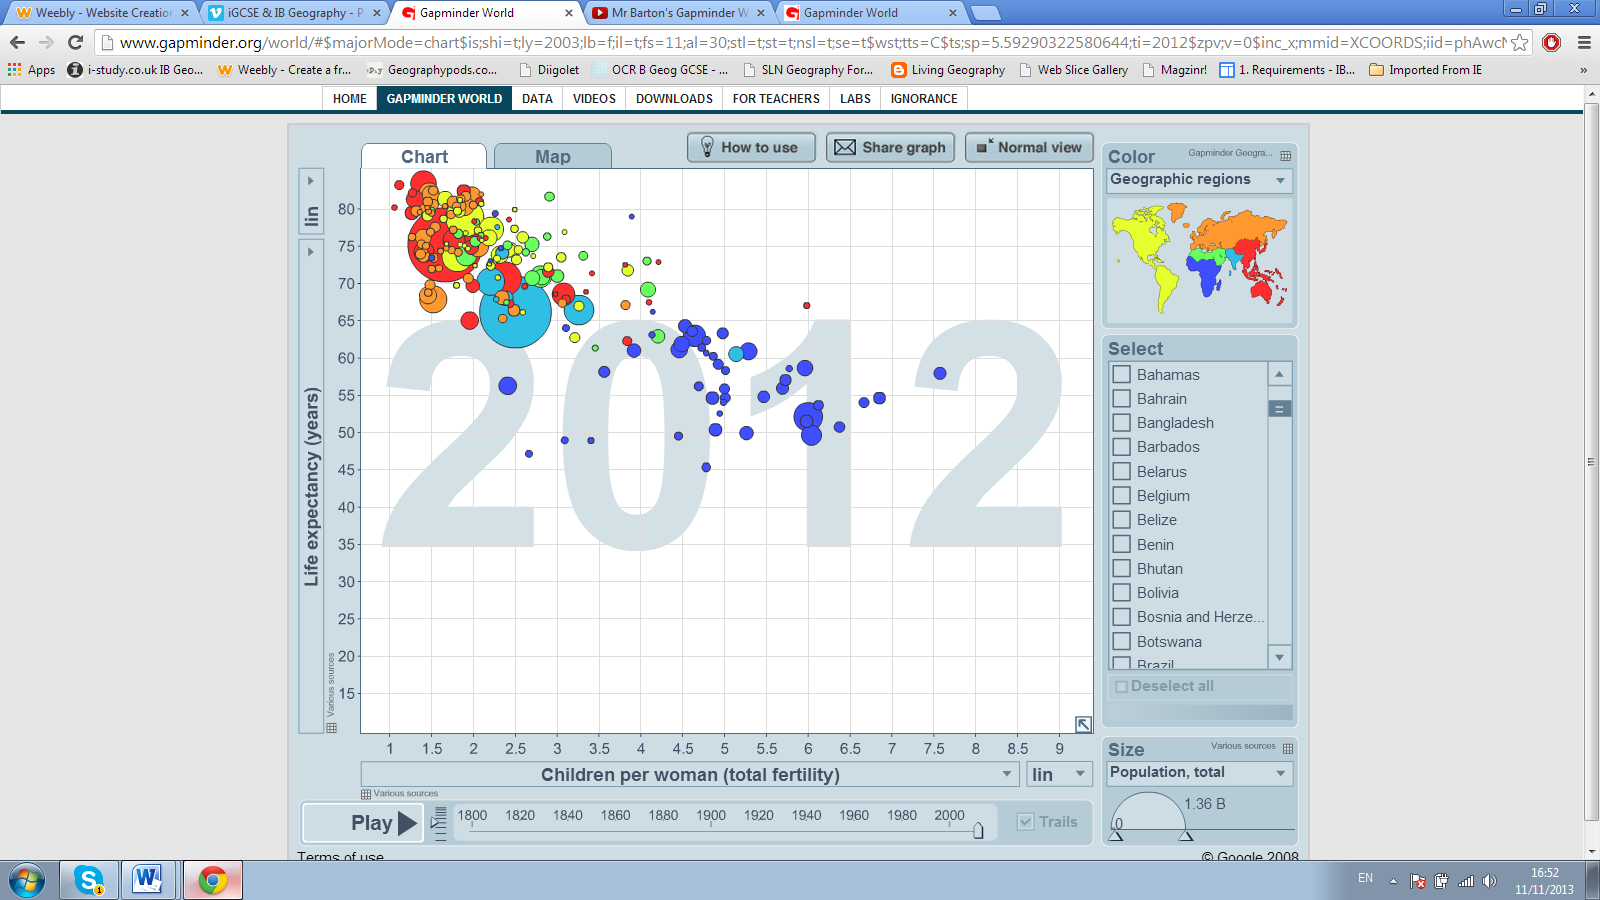 Weebly - Website Creation
iGCSE & IB Geography - P
Gapminder World
Mr Barton's Gapminder W
Gapminder World
www.gapminder.org/world/#$majorMode=chart$is;shi=t;ly=2003;lb=f;il=t;fs=11;al=30;stl=t;st=t;nsl=t;se=t$wst;tts=C$ts;sp=5.59290322580644;ti=2012$zpv;v=0$inc_x;mmid=XCOORDS;iid=phAwcN
Apps
i-study.co.uk IB Geo...
Weebly - Create a fr...
Geographypods.co...
Diigolet
OCR B Geog GCSE - ...
SLN Geography For...
Living Geography
Web Slice Gallery
Magzinr!
1. Requirements - IB...
Imported From IE
»
HOME
GAPMINDER WORLD
DATA
VIDEOS
DOWNLOADS
FOR TEACHERS
LABS
IGNORANCE
Chart
Map
How to use
Share graph
Normal view
lin
Life expectancy (years)
Various sources
80
75
70
65
60
55
50
45
40
35
30
25
20
15
2012
1 1.5 2 2.5 3 3.5 4 4.5 5 5.5 6 6.5 7 7.5 8 8.5 9
Children per woman (total fertility)
lin
Various sources
Play
1800 1820 1840 1860 1880 1900 1920 1940 1960 1980 2000
Trails
Color
Gapminder Geogra...
Geographic regions
Select
Bahamas
Bahrain
Bangladesh
Barbados
Belarus
Belgium
Belize
Benin
Bhutan
Bolivia
Bosnia and Herze...
Botswana
Brazil
Deselect all
Size
Various sources
Population, total
1.36 B
0
Terms of use
© Google 2008
EN
16:52
11/11/2013